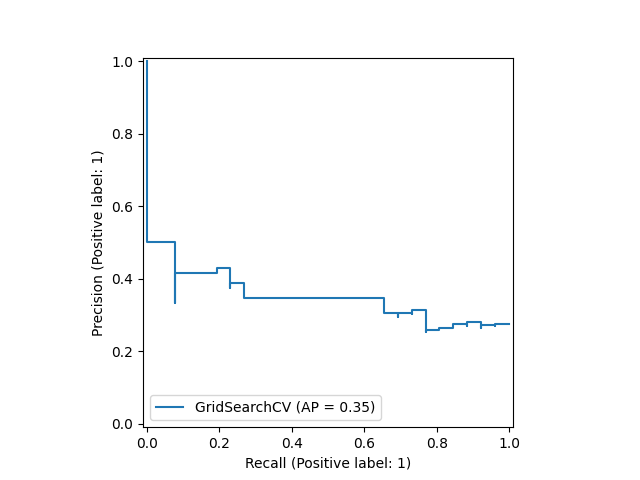 1.0
0.8
0.6
0.4
0.2
0.0
Precision (Positive label: 1)
GridSearchCV (AP = 0.35)
0.0 0.2 0.4 0.6 0.8 1.0
Recall (Positive label: 1)